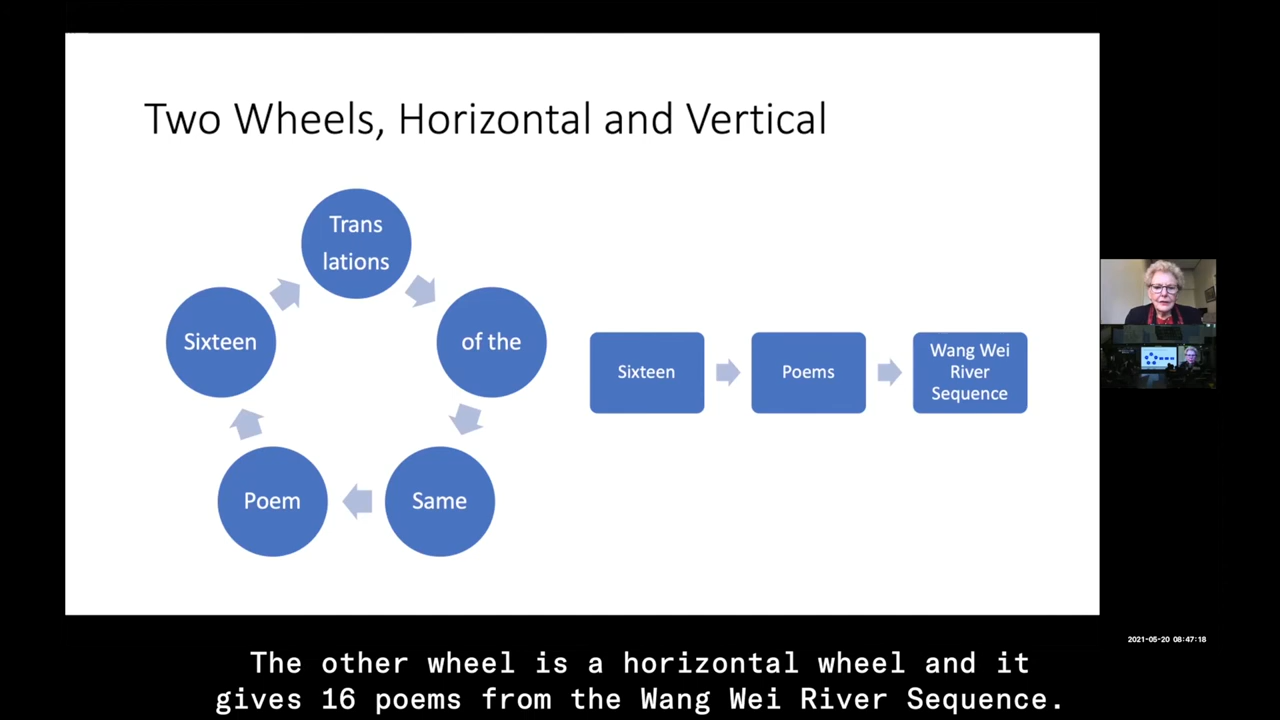 Two Wheels, Horizontal and Vertical
Trans
lations
of the
Same
Poem
Sixteen
Sixteen
Poems
Wang Wei
River
Sequence
2021-05-20 08:47:18
The other wheel is a horizontal wheel and it
gives 16 poems from the Wang Wei River Sequence.